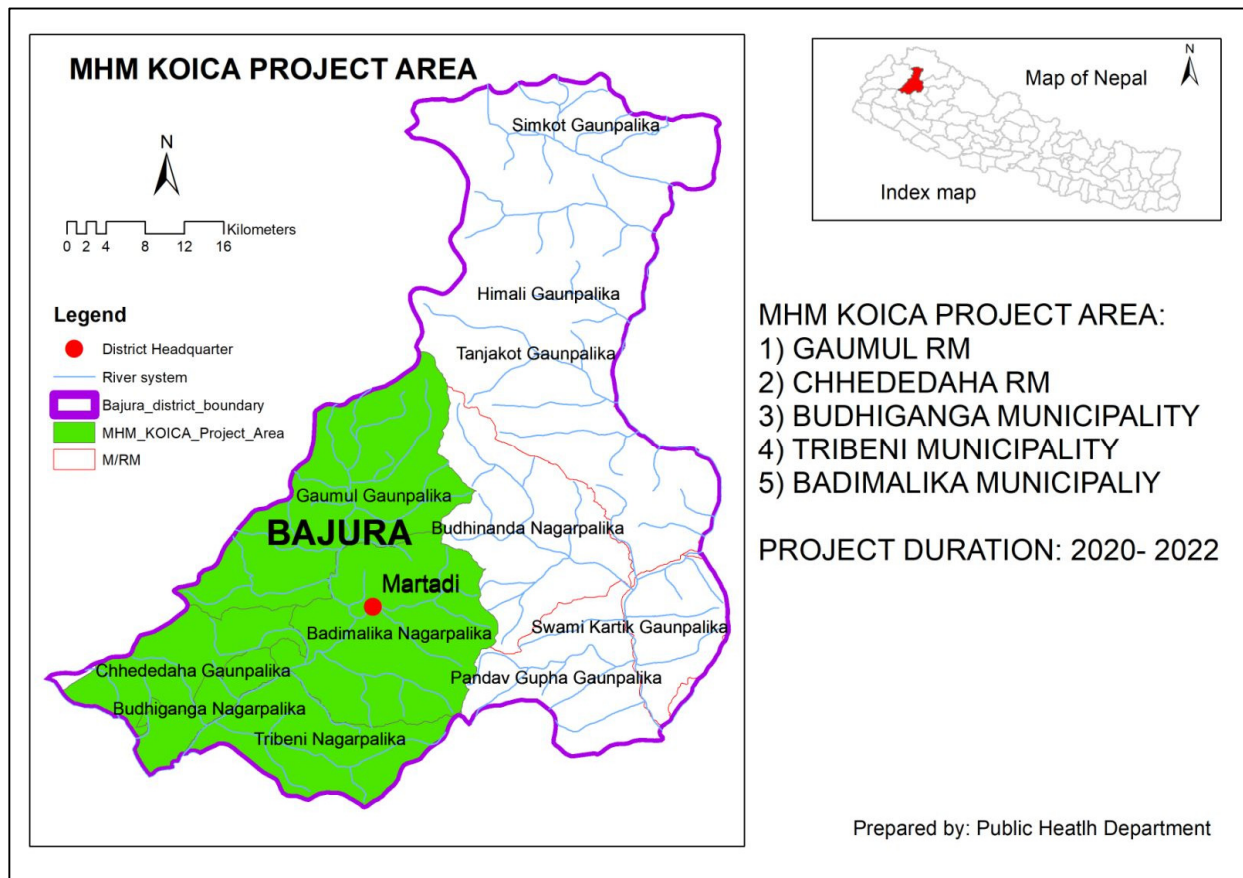 MHM KOICA PROJECT AREA
N
Kilometers
0 2 4 8 12 16
Legend
District Headquarter
River system
Bajura_district_boundary
MHM_KOICA_Project_Area
M/RM
Simkot Gaunpalika
Himali Gaunpalika
Tanjakot Gaunpalika
Gaumul Gaunpalika
BAJURA
Budhinanda Nagarpalika
Martadi
Badimalika Nagarpalika
Swami Kartik Gaunpalika
Chhededaha Gaunpalika
Pandav Gupha Gaunpalika
Budhiganga Nagarpalika
Tribeni Nagarpalika
N
Map of Nepal
Index map
MHM KOICA PROJECT AREA:
1) GAUMUL RM
2) CHHEDEDAHA RM
3) BUDHIGANGA MUNICIPALITY
4) TRIBENI MUNICIPALITY
5) BADIMALIKA MUNICIPALIY
PROJECT DURATION: 2020- 2022
Prepared by: Public Heatlh Department